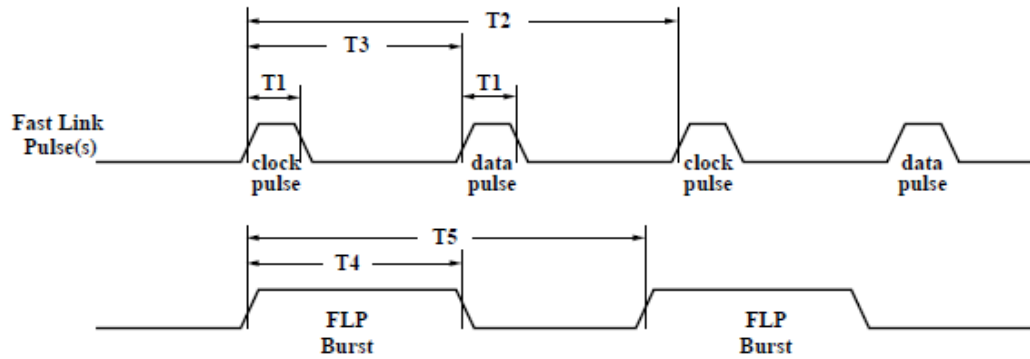 T2
T3
T1
T1
Fast Link
Pulse(s)
clock
pulse
data
pulse
clock
pulse
data
pulse
T5
T4
FLP
Burst
FLP
Burst